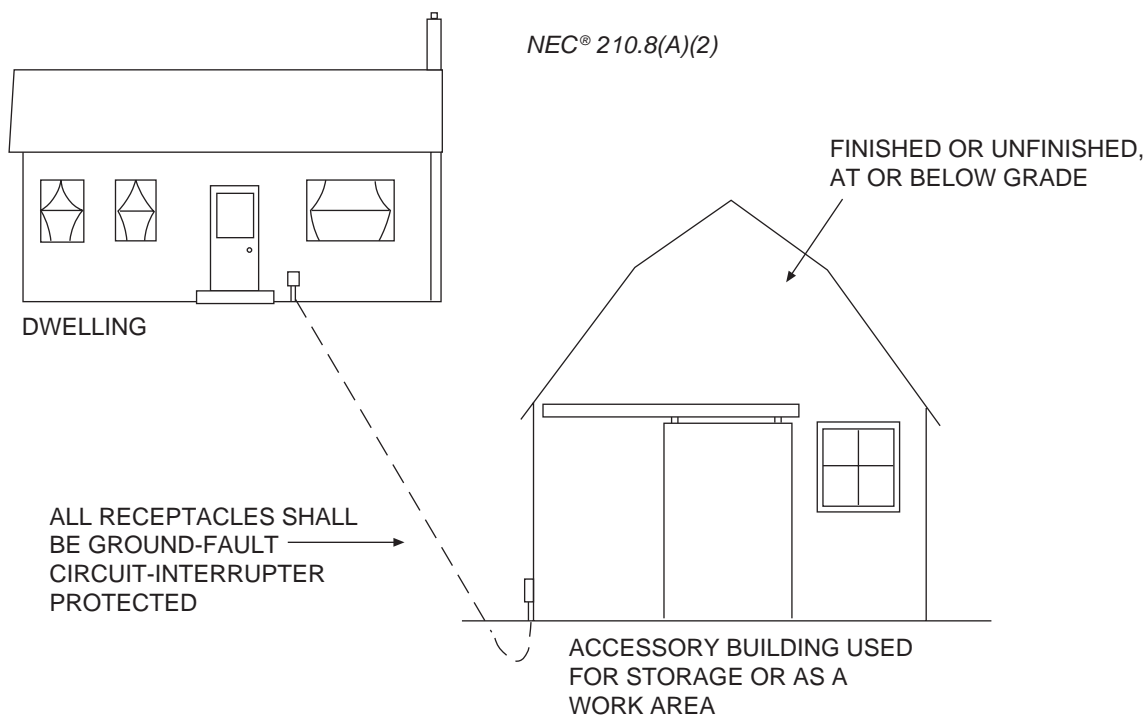 NEC® 210.8(A)(2)
FINISHED OR UNFINISHED,
AT OR BELOW GRADE
DWELLING
ALL RECEPTACLES SHALL
BE GROUND-FAULT
CIRCUIT-INTERRUPTER
PROTECTED
ACCESSORY BUILDING USED
FOR STORAGE OR AS A
WORK AREA